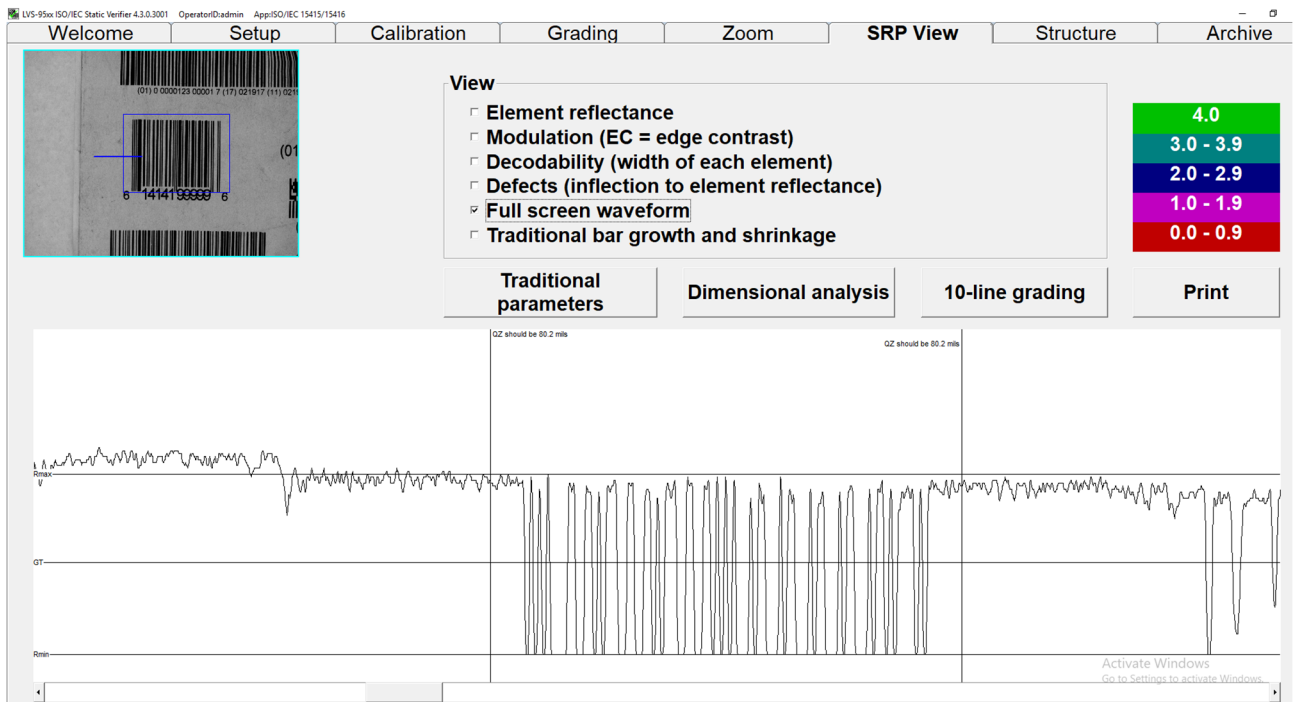 LVS-95xx ISO/IEC Static Verifier 4.3.0.3001 OperatorID:admin App:ISO/IEC 15415/15416
Welcome Setup Calibration Grading Zoom SRP View Structure Archive
(01) 0 0000123 00001 7 (17) 021917 (11) 0211
(01
6 14141 99999 6
View
Element reflectance
Modulation (EC = edge contrast)
Decodability (width of each element)
Defects (inflection to element reflectance)
Full screen waveform
Traditional bar growth and shrinkage
4.0
3.0 - 3.9
2.0 - 2.9
1.0 - 1.9
0.0 - 0.9
Traditional parameters
Dimensional analysis
10-line grading
Print
QZ should be 80.2 mils
QZ should be 80.2 mils
Rmax
GT
Rmin
Activate Windows
Go to Settings to activate Windows.